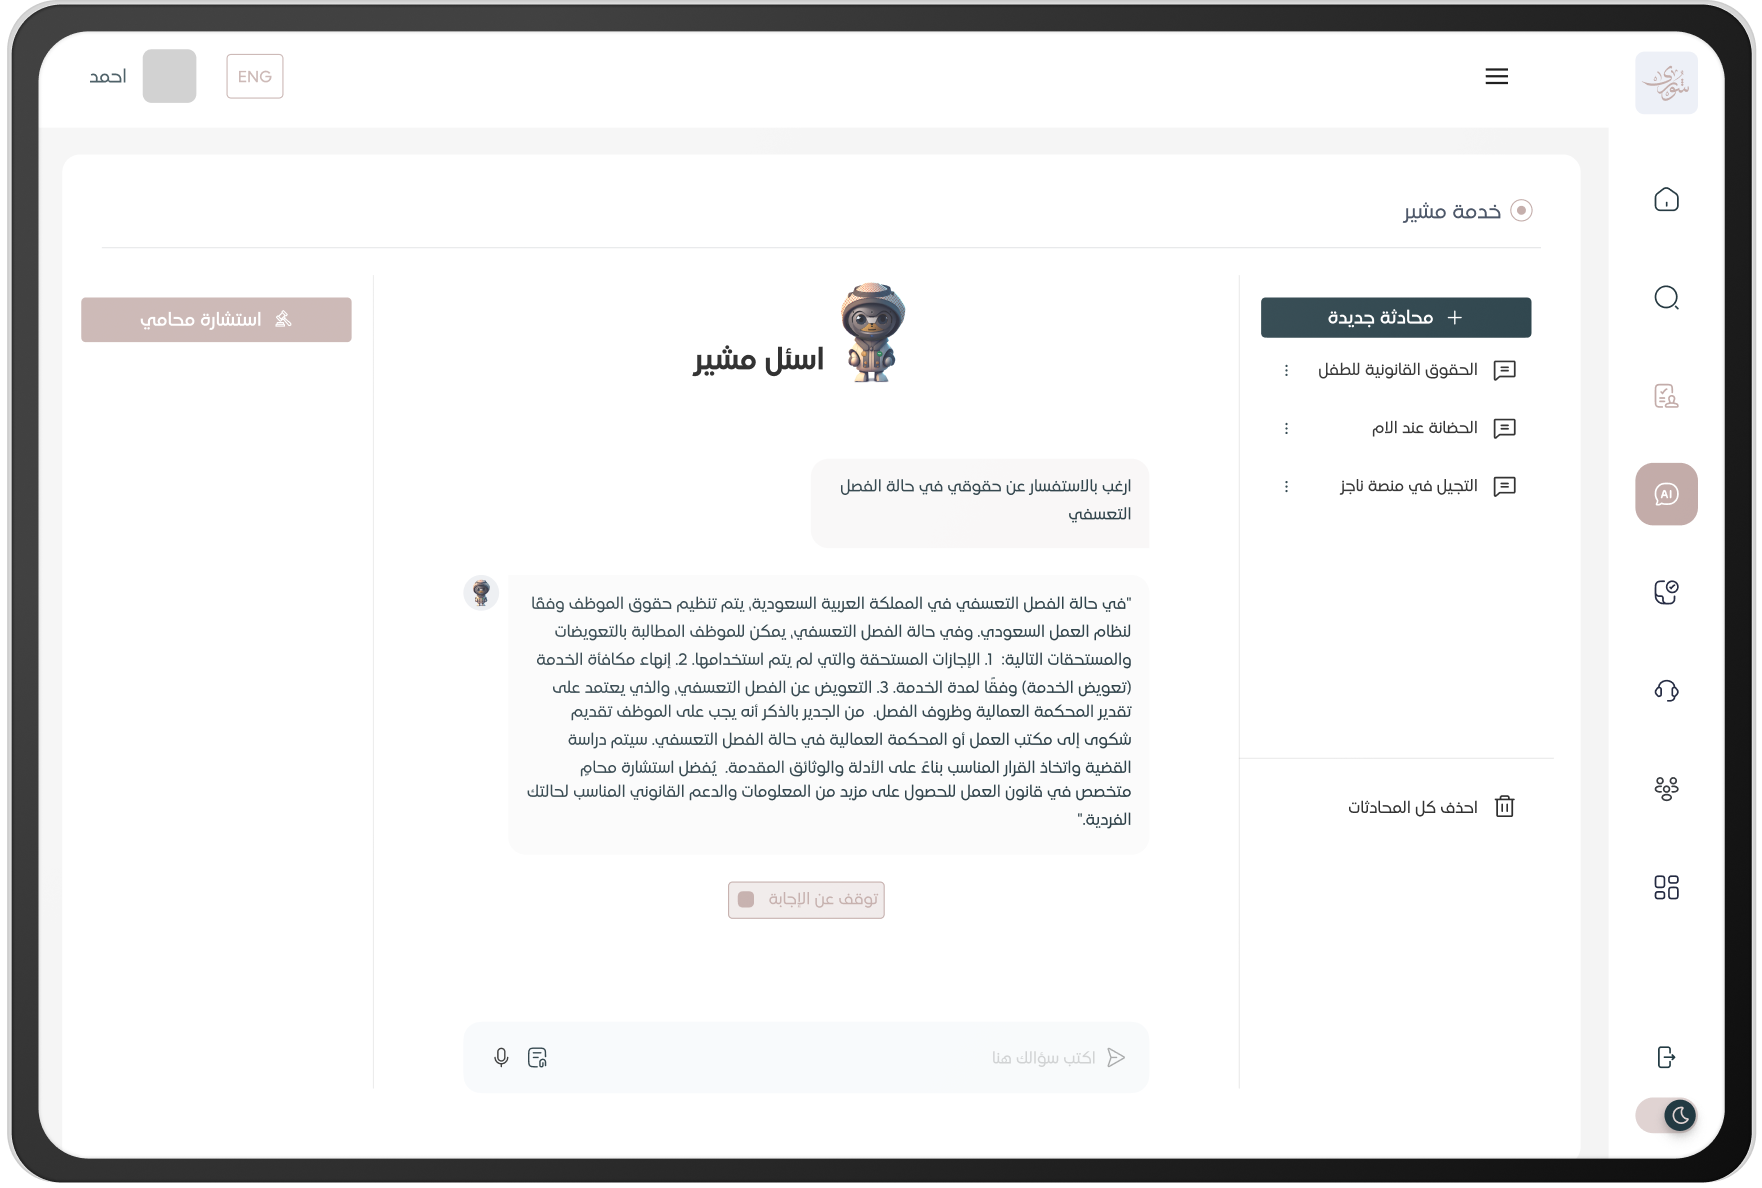 شورى
ENG
احمد
خدمة مشير
محادثة جديدة
الحقوق القانونية للطفل
الحضانة عند الام
التجيل في منصة ناجز
احذف كل المحادثات
اسئل مشير
ارغب بالاستفسار عن حقوقي في حالة الفصل
التعسفي
"في حالة الفصل التعسفي في المملكة العربية السعودية, يتم تنظيم حقوق الموظف وفقًا
لنظام العمل السعودي. وفي حالة الفصل التعسفي, يمكن للموظف المطالبة بالتعويضات
والمستحقات التالية: 1. الإجازات المستحقة والتي لم يتم استخدامها. 2. إنهاء مكافأة الخدمة
(تعويض الخدمة) وفقًا لمدة الخدمة. 3. التعويض عن الفصل التعسفي, والذي يعتمد على
تقدير المحكمة العمالية وظروف الفصل. من الجدير بالذكر أنه يجب على الموظف تقديم
شكوى إلى مكتب العمل أو المحكمة العمالية في حالة الفصل التعسفي. سيتم دراسة
القضية واتخاذ القرار المناسب بناءً على الأدلة والوثائق المقدمة. يُفضل استشارة محامٍ
متخصص في قانون العمل للحصول على مزيد من المعلومات والدعم القانوني المناسب لحالتك
الفردية."
توقف عن الإجابة
اكتب سؤالك هنا
استشارة محامي
AI